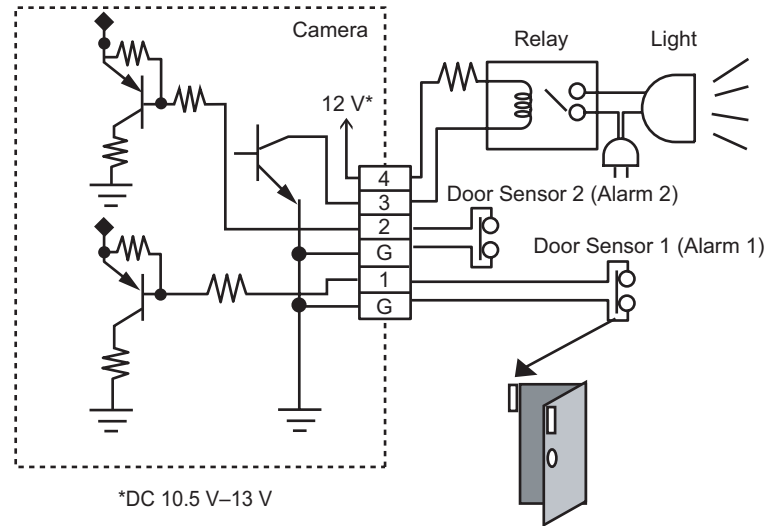 Camera
Relay
Light
12 V*
4
3
2
G
1
G
Door Sensor 2 (Alarm 2)
Door Sensor 1 (Alarm 1)
*DC 10.5 V–13 V